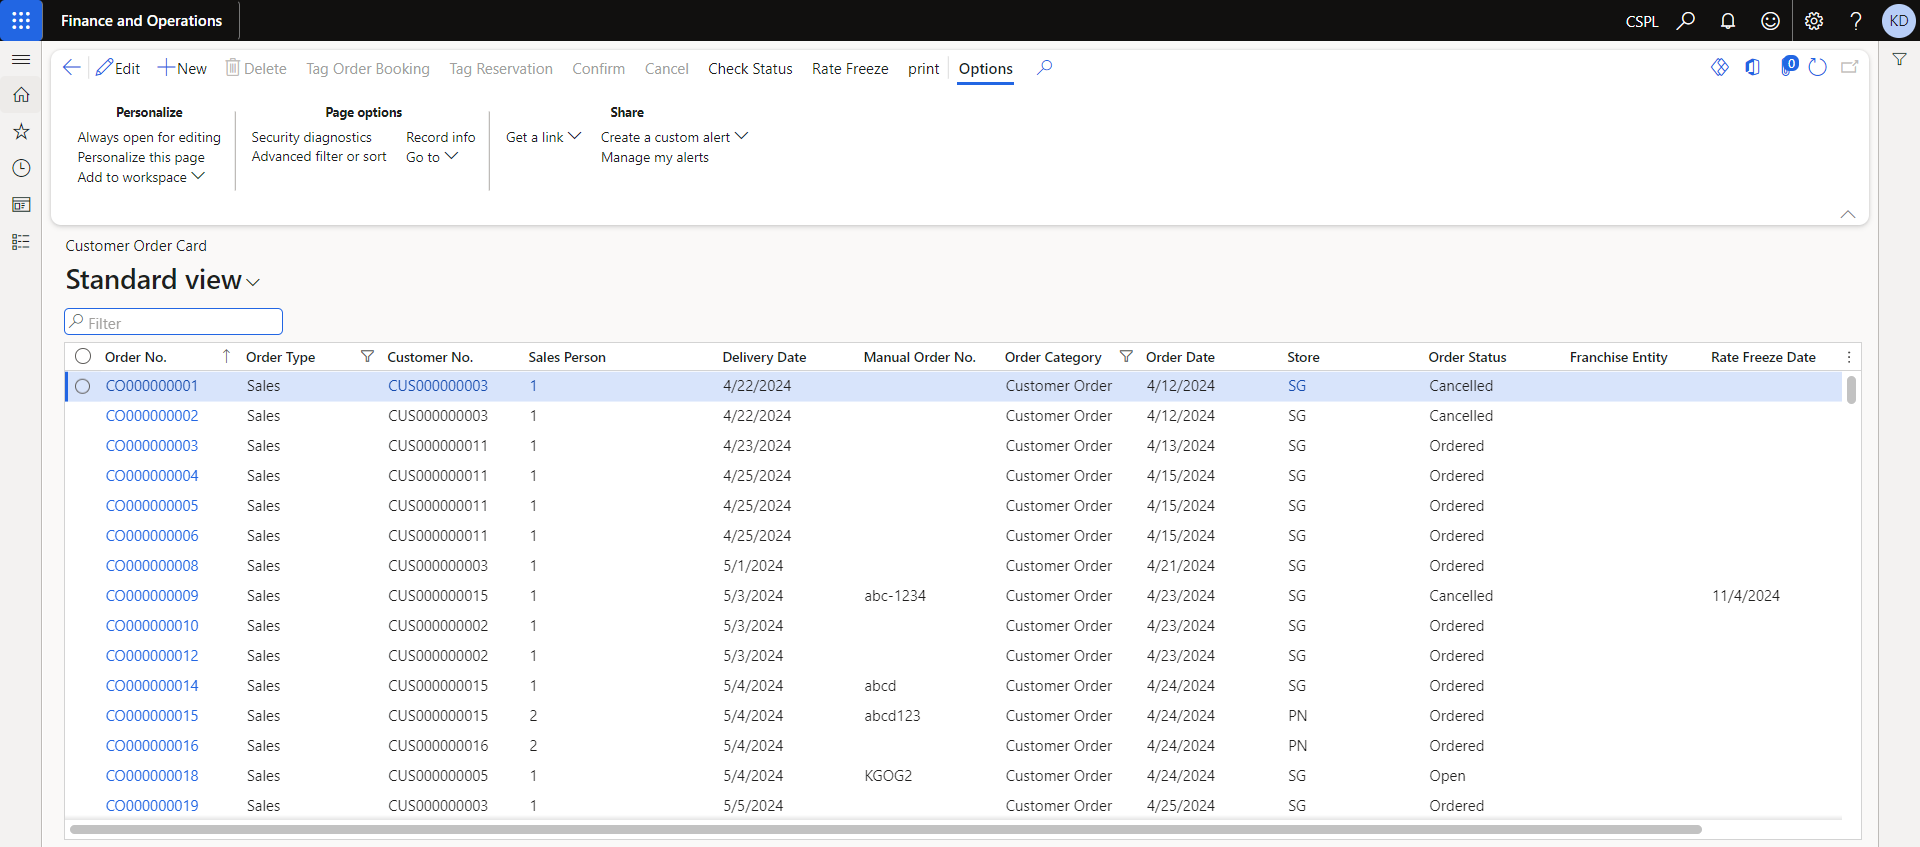 Finance and Operations CSPL KD
Edit New Delete Tag Order Booking Tag Reservation Confirm Cancel Check Status Rate Freeze print Options 0
Personalize Page options Share
Always open for editing Security diagnostics Record info Get a link Create a custom alert
Personalize this page Advanced filter or sort Go to Manage my alerts
Add to workspace
Customer Order Card
Standard view
Filter
Order No. Order Type Customer No. Sales Person Delivery Date Manual Order No. Order Category Order Date Store Order Status Franchise Entity Rate Freeze Date
CO000000001 Sales CUS000000003 1 4/22/2024 Customer Order 4/12/2024 SG Cancelled
CO000000002 Sales CUS000000003 1 4/22/2024 Customer Order 4/12/2024 SG Cancelled
CO000000003 Sales CUS000000011 1 4/23/2024 Customer Order 4/13/2024 SG Ordered
CO000000004 Sales CUS000000011 1 4/25/2024 Customer Order 4/15/2024 SG Ordered
CO000000005 Sales CUS000000011 1 4/25/2024 Customer Order 4/15/2024 SG Ordered
CO000000006 Sales CUS000000011 1 4/25/2024 Customer Order 4/15/2024 SG Ordered
CO000000008 Sales CUS000000003 1 5/1/2024 Customer Order 4/21/2024 SG Ordered
CO000000009 Sales CUS000000015 1 5/3/2024 abc-1234 Customer Order 4/23/2024 SG Cancelled 11/4/2024
CO000000010 Sales CUS000000002 1 5/3/2024 Customer Order 4/23/2024 SG Ordered
CO000000012 Sales CUS000000002 1 5/3/2024 Customer Order 4/23/2024 SG Ordered
CO000000014 Sales CUS000000015 1 5/4/2024 abcd Customer Order 4/24/2024 SG Ordered
CO000000015 Sales CUS000000015 2 5/4/2024 abcd123 Customer Order 4/24/2024 PN Ordered
CO000000016 Sales CUS000000016 2 5/4/2024 Customer Order 4/24/2024 PN Ordered
CO000000018 Sales CUS000000005 1 5/4/2024 KGOG2 Customer Order 4/24/2024 SG Open
CO000000019 Sales CUS000000003 1 5/5/2024 Customer Order 4/25/2024 SG Ordered